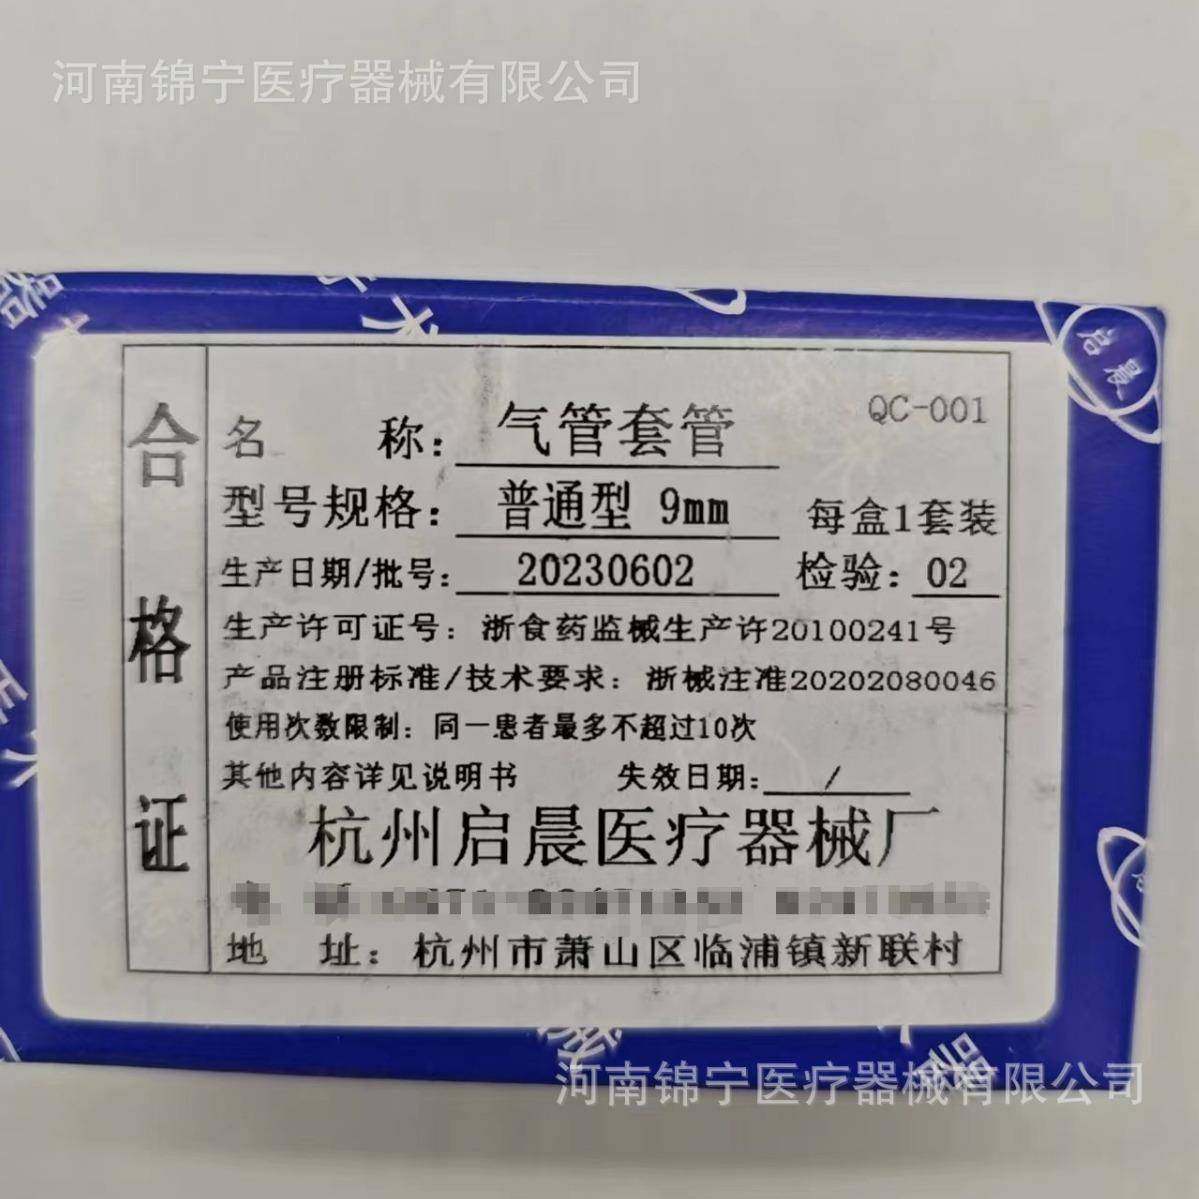 河南锦宁医疗器械有限公司
启晨
合格证
QC-001
名 称: 气管套管
型号规格: 普通型 9mm 每盒1套装
生产日期/批号: 20230602 检验: 02
生产许可证号: 浙食药监械生产许20100241号
产品注册标准/技术要求: 浙械注准20202080046
使用次数限制: 同一患者最多不超过10次
其他内容详见说明书 失效日期: /
杭州启晨医疗器械厂
地 址: 杭州市萧山区临浦镇新联村
河南锦宁医疗器械有限公司